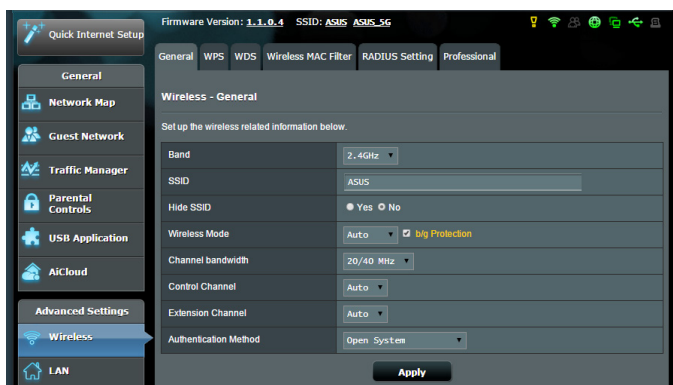 Quick Internet Setup
General
Network Map
Guest Network
Traffic Manager
Parental
Controls
USB Application
AiCloud
Advanced Settings
Wireless
LAN
Firmware Version: 1.1.0.4 SSID: ASUS ASUS_5G
General WPS WDS Wireless MAC Filter RADIUS Setting Professional
Wireless - General
Set up the wireless related information below.
Band 2.4GHz
SSID ASUS
Hide SSID Yes No
Wireless Mode Auto b/g Protection
Channel bandwidth 20/40 MHz
Control Channel Auto
Extension Channel Auto
Authentication Method Open System
Apply